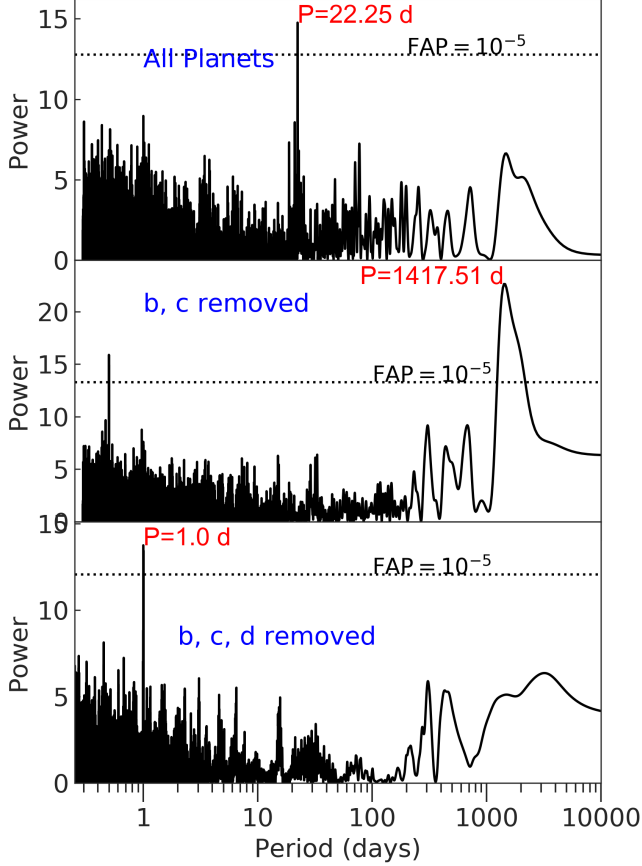 P=22.25 d
15
FAP = 10⁻⁵
All Planets
10
Power
5
0
P=1417.51 d
b, c removed
20
15
FAP = 10⁻⁵
Power
10
5
0
15
P=1.0 d
FAP = 10⁻⁵
b, c, d removed
10
Power
5
0
1 10 100 1000 10000
Period (days)